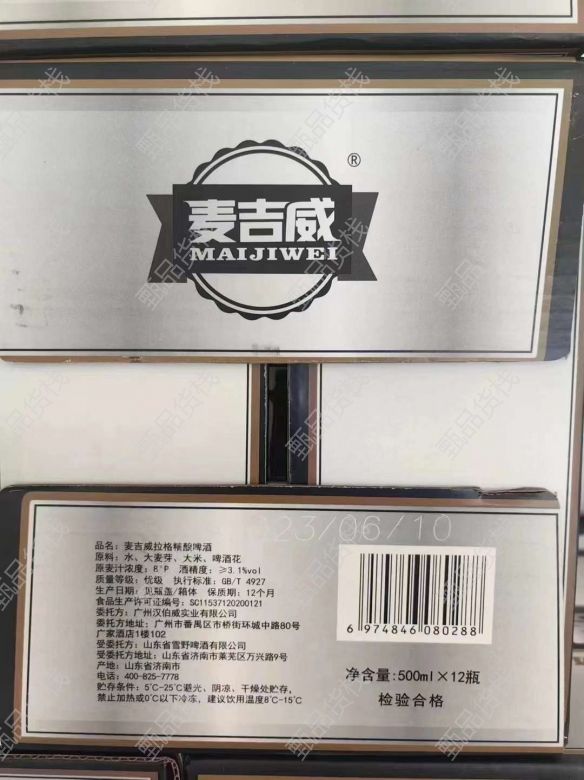 ®
麦吉威
MAIJIWEI
23/06/10
品名：麦吉威拉格精酿啤酒
原料：水、大麦芽、大米、啤酒花
原麦汁浓度：8°P 酒精度：≥3.1%vol
质量等级：优级 执行标准：GB/T 4927
生产日期：见瓶盖/箱体 保质期：12个月
食品生产许可证编号：SC11537120200121
委托方：广州汉伯威实业有限公司
委托方地址：广州市番禺区市桥街环城中路80号
广家酒店1楼102
受委托方：山东省雪野啤酒有限公司
受委托方地址：山东省济南市莱芜区万兴路9号
产地：山东省济南市
电话：400-825-7778
贮存条件：5℃-25℃避光、阴凉、干燥处贮存，
禁止加热或0℃以下冷冻，建议饮用温度8℃-15℃
6 974846 080288
净含量:500ml×12瓶
检验合格
甄品货栈